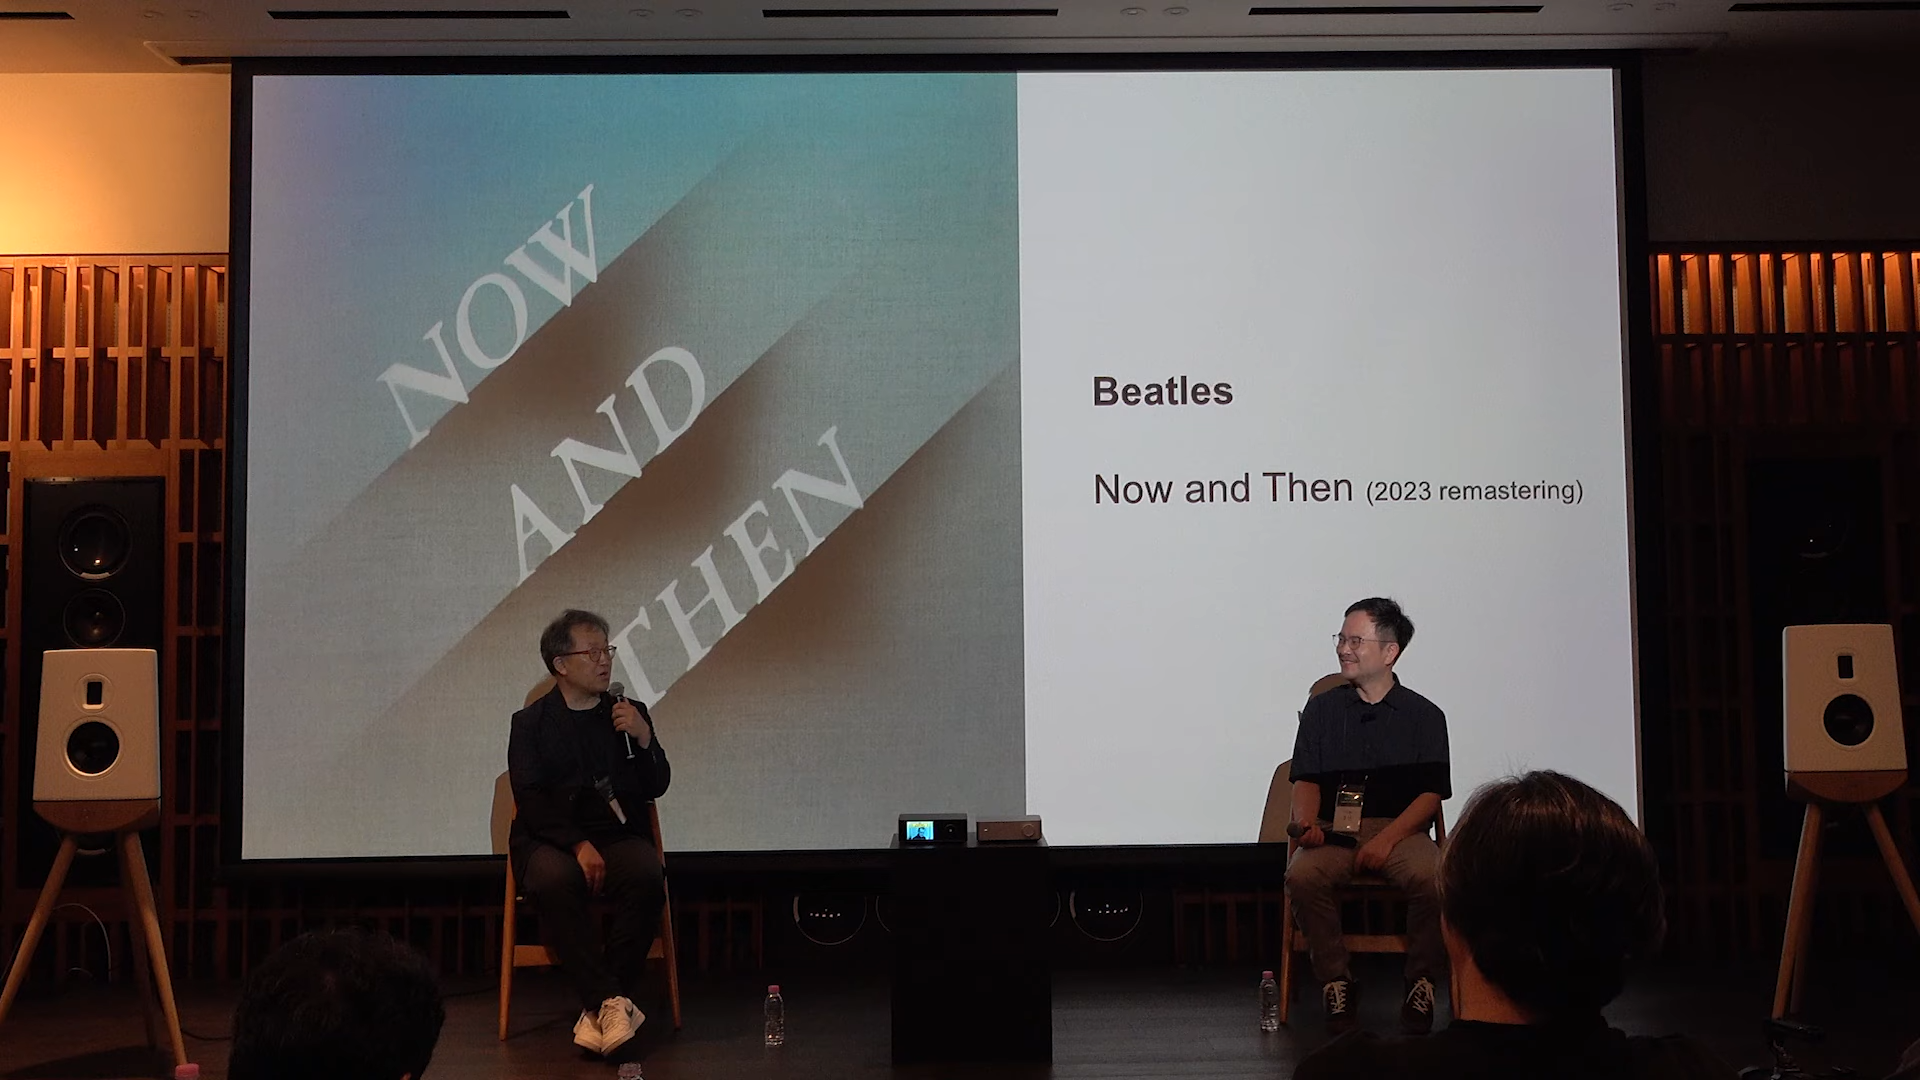 NOW
AND
THEN
Beatles
Now and Then (2023 remastering)